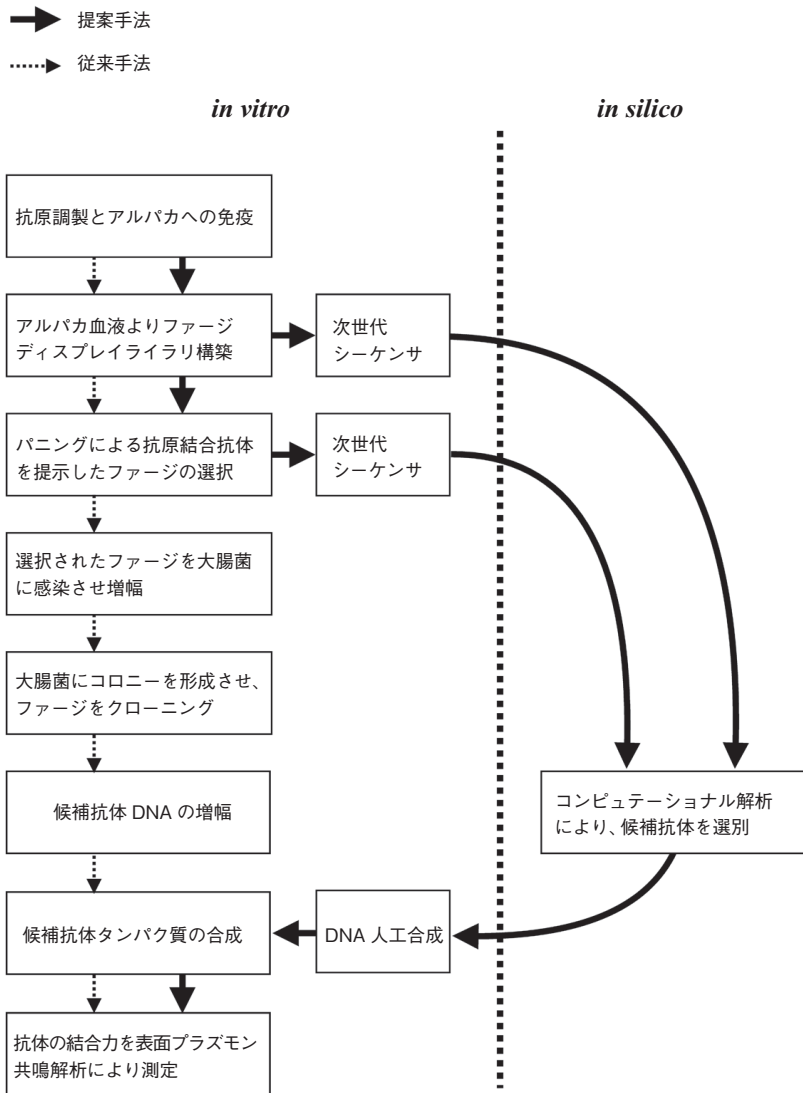 提案手法
従来手法
in vitro
in silico
抗原調製とアルパカへの免疫
アルパカ血液よりファージ
ディスプレイライラリ構築
次世代
シーケンサ
パニングによる抗原結合抗体
を提示したファージの選択
次世代
シーケンサ
選択されたファージを大腸菌
に感染させ増幅
大腸菌にコロニーを形成させ、
ファージをクローニング
候補抗体 DNA の増幅
コンピュテーショナル解析
により、候補抗体を選別
候補抗体タンパク質の合成
DNA 人工合成
抗体の結合力を表面プラズモン
共鳴解析により測定